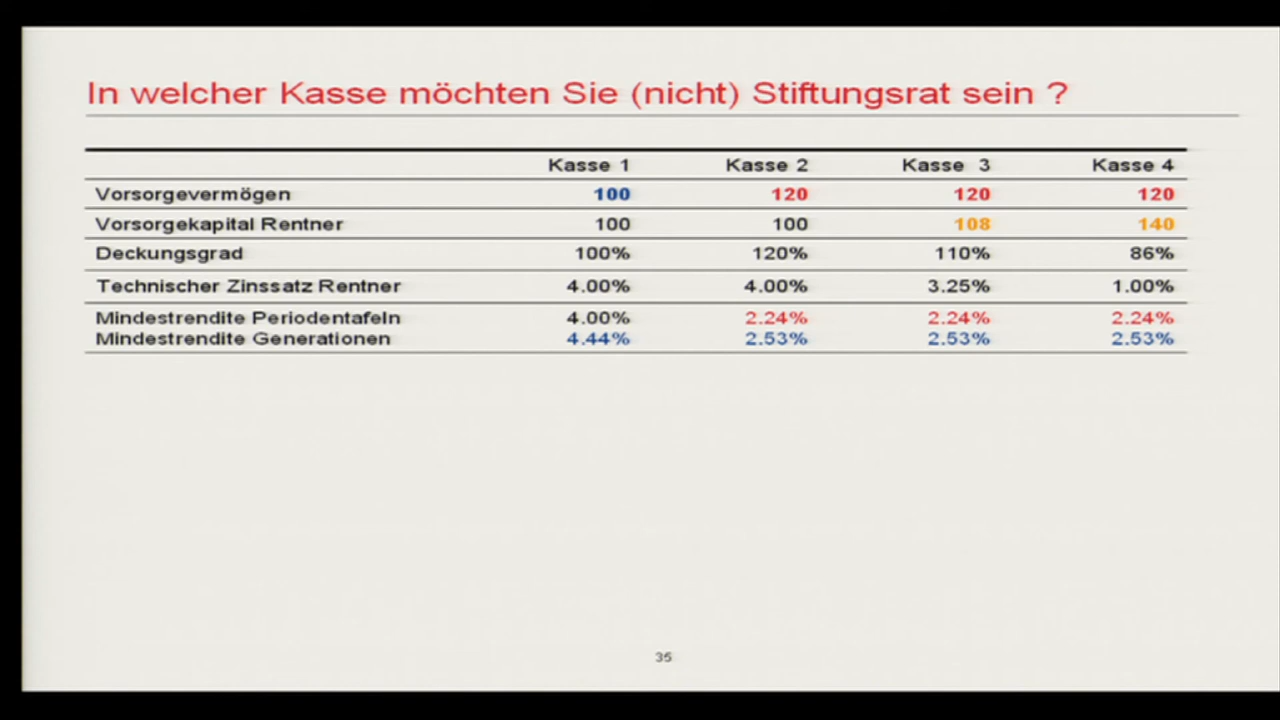 In welcher Kasse möchten Sie (nicht) Stiftungsrat sein ?
Kasse 1 Kasse 2 Kasse 3 Kasse 4
Vorsorgevermögen 100 120 120 120
Vorsorgekapital Rentner 100 100 108 140
Deckungsgrad 100% 120% 110% 86%
Technischer Zinssatz Rentner 4.00% 4.00% 3.25% 1.00%
Mindestrendite Periodentafeln 4.00% 2.24% 2.24% 2.24%
Mindestrendite Generationen 4.44% 2.53% 2.53% 2.53%
35